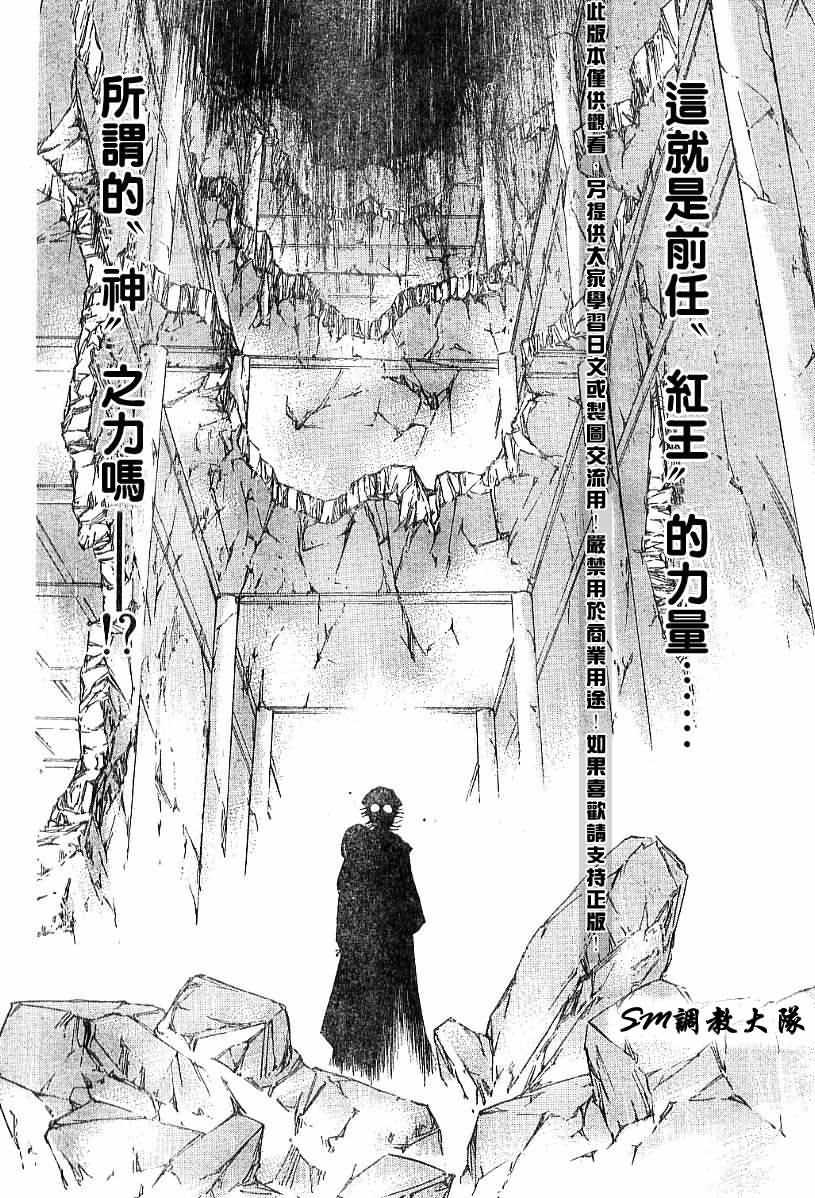 這就是前任〝紅王〞的力量⋯⋯⋯
此版本僅供觀看﹐另提供大家學習日文或製圖交流用！嚴禁用於商業用途！如果喜歡請支持正版！
所謂的〝神〞之力嗎——!?
SM調教大隊